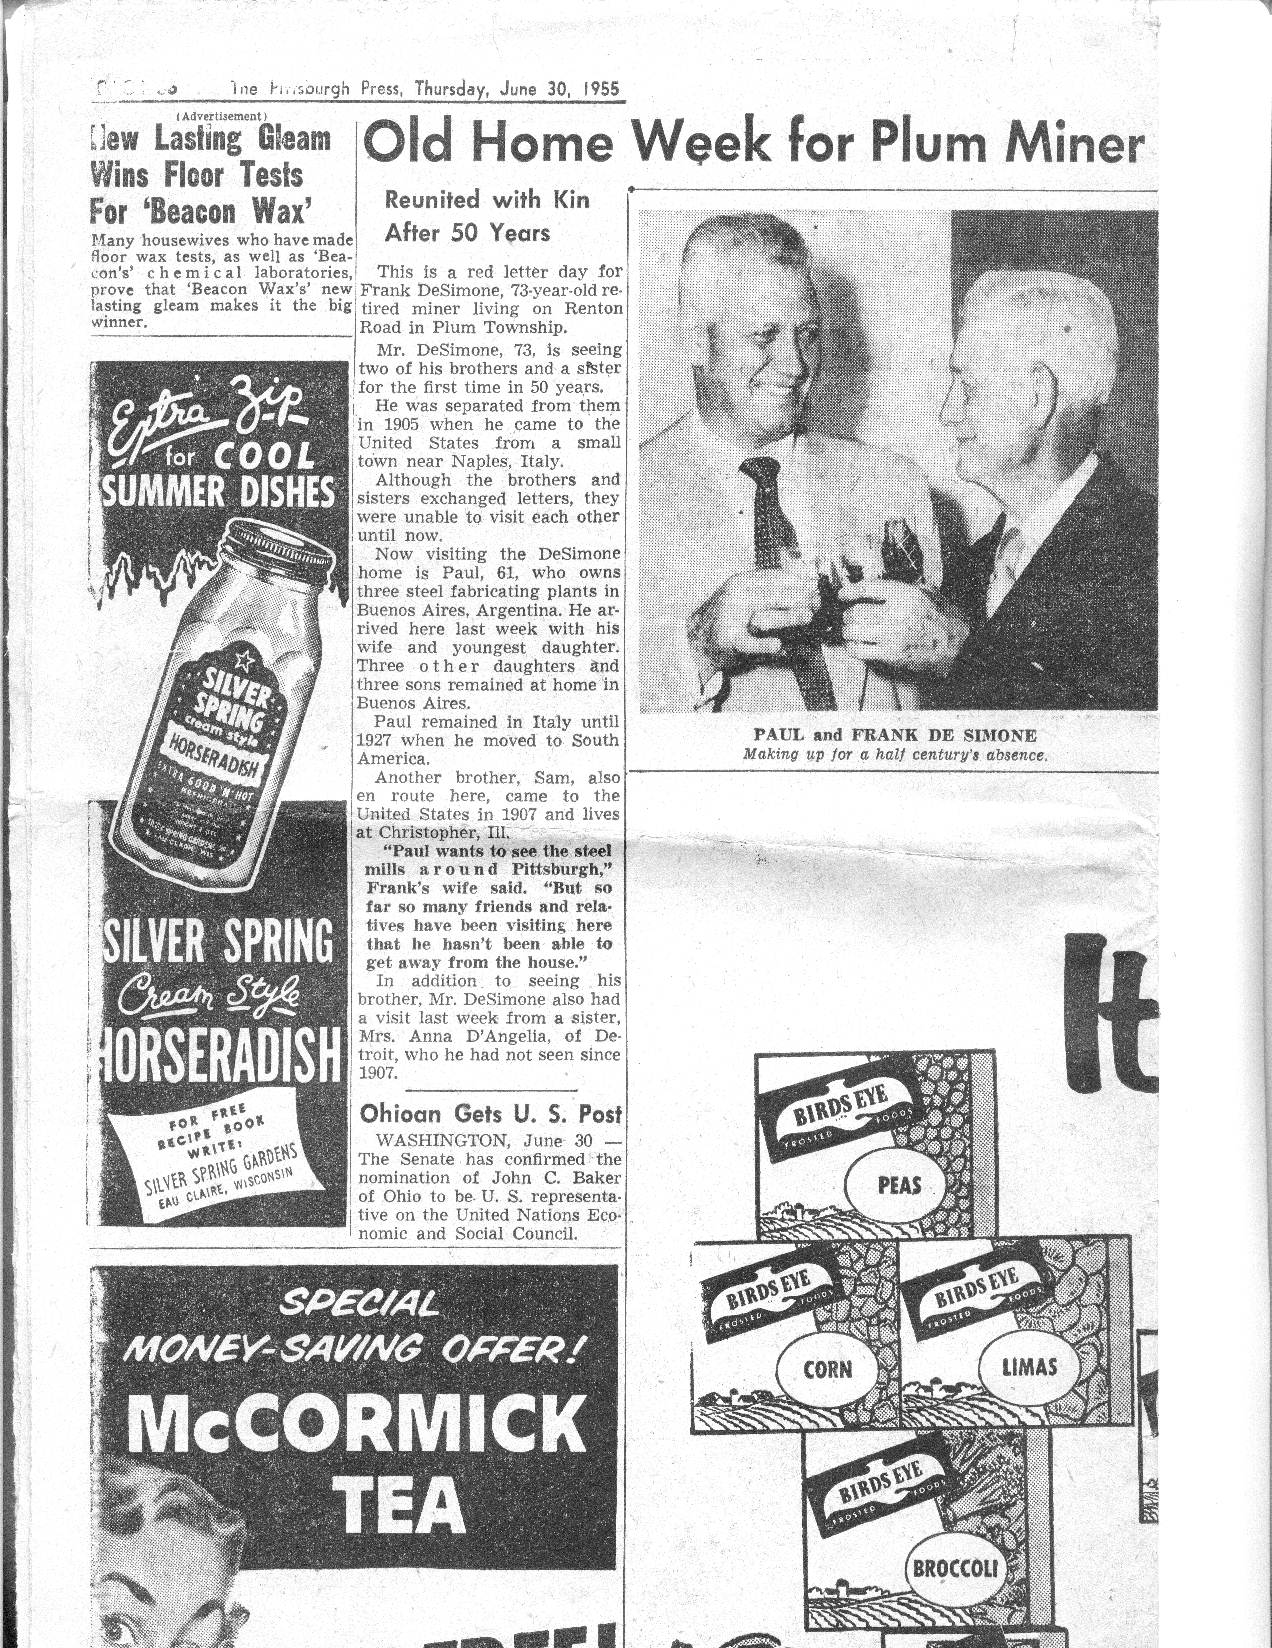 The Pittsburgh Press, Thursday, June 30, 1955
(Advertisement)
New Lasting Gleam
Wins Floor Tests
For 'Beacon Wax'
Many housewives who have made
floor wax tests, as well as 'Bea-
con's' chemical laboratories,
prove that 'Beacon Wax's' new
lasting gleam makes it the big
winner.
Extra Zip
for COOL
SUMMER DISHES
SILVER
SPRING
cream style
HORSERADISH
EXTRA GOOD 'N' HOT
SILVER SPRING
Cream Style
HORSERADISH
FOR FREE
RECIPE BOOK
WRITE:
SILVER SPRING GARDENS
EAU CLAIRE, WISCONSIN
Old Home Week for Plum Miner
Reunited with Kin
After 50 Years
This is a red letter day for
Frank DeSimone, 73-year-old re-
tired miner living on Renton
Road in Plum Township.
Mr. DeSimone, 73, is seeing
two of his brothers and a sister
for the first time in 50 years.
He was separated from them
in 1905 when he came to the
United States from a small
town near Naples, Italy.
Although the brothers and
sisters exchanged letters, they
were unable to visit each other
until now.
Now visiting the DeSimone
home is Paul, 61, who owns
three steel fabricating plants in
Buenos Aires, Argentina. He ar-
rived here last week with his
wife and youngest daughter.
Three other daughters and
three sons remained at home in
Buenos Aires.
Paul remained in Italy until
1927 when he moved to South
America.
Another brother, Sam, also
en route here, came to the
United States in 1907 and lives
at Christopher, Ill.
"Paul wants to see the steel
mills around Pittsburgh,"
Frank's wife said. "But so
far so many friends and rela-
tives have been visiting here
that he hasn't been able to
get away from the house."
In addition to seeing his
brother, Mr. DeSimone also had
a visit last week from a sister,
Mrs. Anna D'Angelia, of De-
troit, who he had not seen since
1907.
Ohioan Gets U. S. Post
WASHINGTON, June 30 —
The Senate has confirmed the
nomination of John C. Baker
of Ohio to be U. S. representa-
tive on the United Nations Eco-
nomic and Social Council.
PAUL and FRANK DE SIMONE
Making up for a half century's absence.
SPECIAL
MONEY-SAVING OFFER!
McCORMICK
TEA
FREE!
It
BIRDS EYE
FROSTED FOODS
PEAS
BIRDS EYE
FROSTED FOODS
CORN
BIRDS EYE
FROSTED FOODS
LIMAS
BIRDS EYE
FROSTED FOODS
BROCCOLI